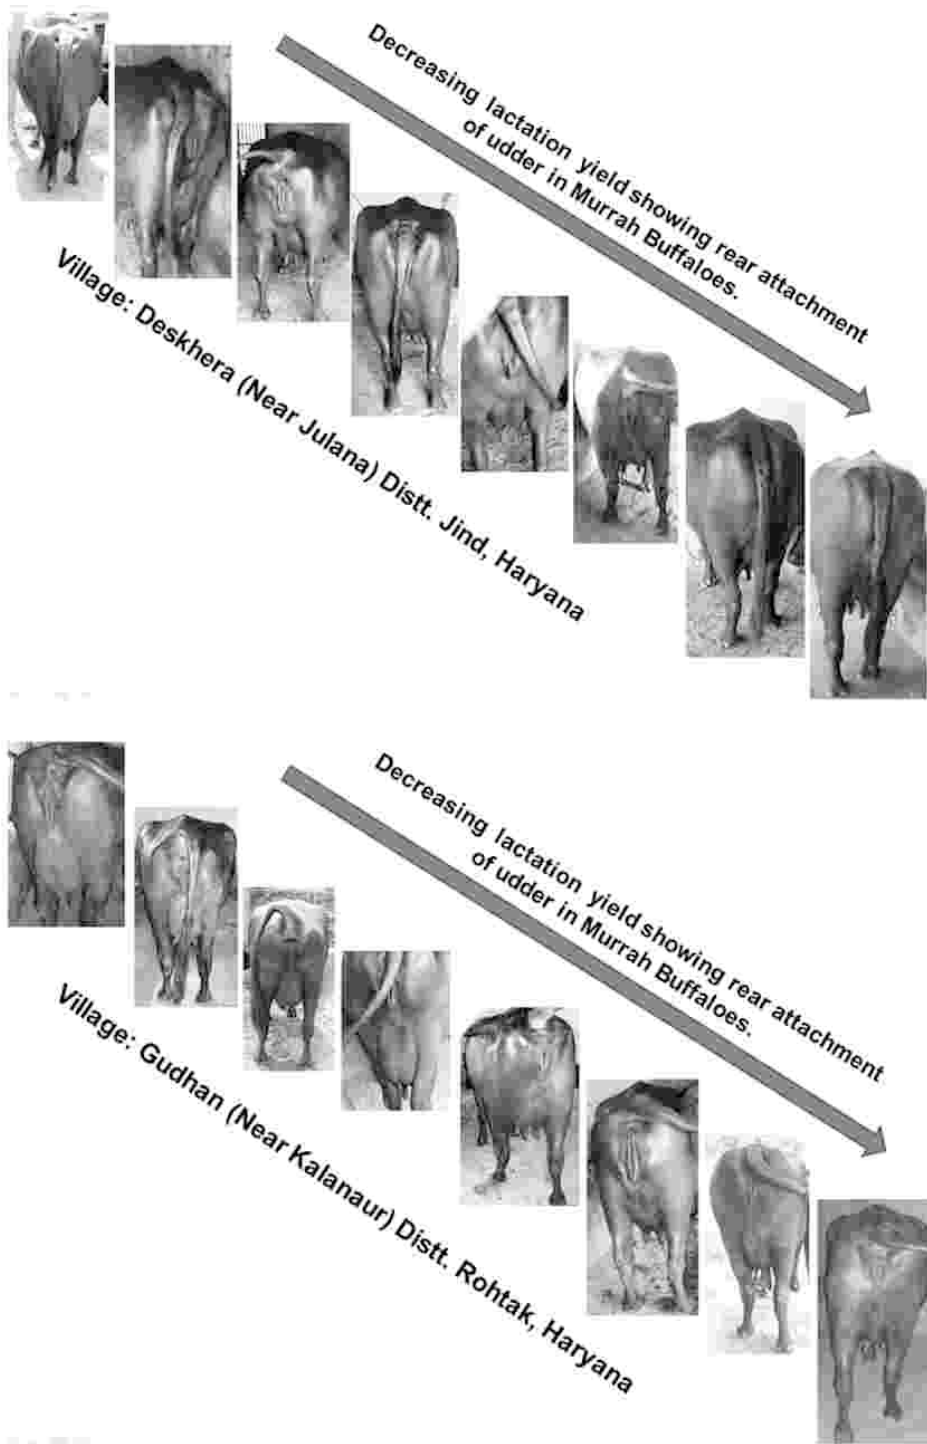 Decreasing lactation yield showing rear attachment
of udder in Murrah Buffaloes.
Village: Deskhera (Near Julana) Distt. Jind, Haryana
Decreasing lactation yield showing rear attachment
of udder in Murrah Buffaloes.
Village: Gudhan (Near Kalanaur) Distt. Rohtak, Haryana